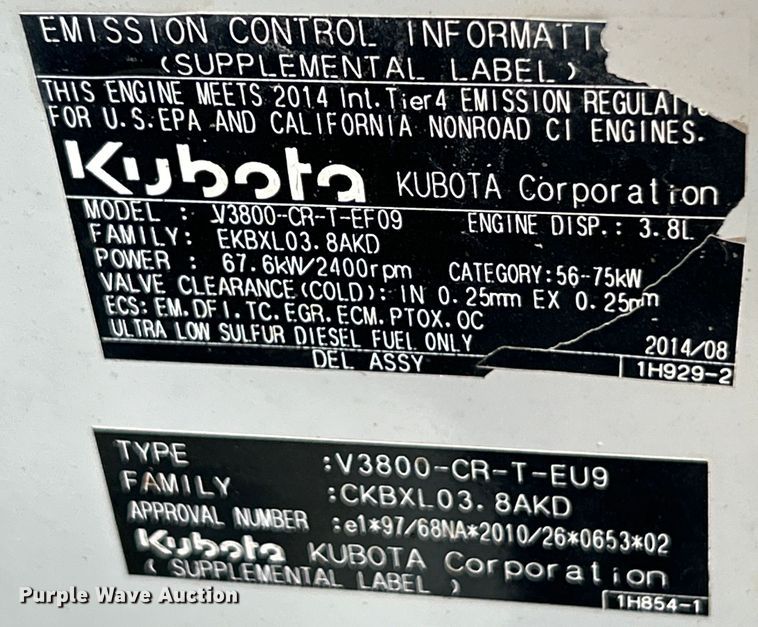 EMISSION CONTROL INFORMATI
(SUPPLEMENTAL LABEL)
THIS ENGINE MEETS 2014 Int.Tier4 EMISSION REGULATI
FOR U.S.EPA AND CALIFORNIA NONROAD CI ENGINES.
Kubota KUBOTA Corporation
MODEL : V3800-CR-T-EF09 ENGINE DISP.: 3.8L
FAMILY: EKBXL03.8AKD
POWER : 67.6kW/2400rpm CATEGORY:56-75kW
VALVE CLEARANCE(COLD): IN 0.25mm EX 0.25mm
ECS: EM.DFI.TC.EGR.ECM.PTOX.OC
ULTRA LOW SULFUR DIESEL FUEL ONLY 2014/08
DEL ASSY 1H929-2
TYPE :V3800-CR-T-EU9
FAMILY :CKBXL03.8AKD
APPROVAL NUMBER :e1*97/68NA*2010/26*0653*02
Kubota KUBOTA Corporation
(SUPPLEMENTAL LABEL) 1H854-1
Purple Wave Auction